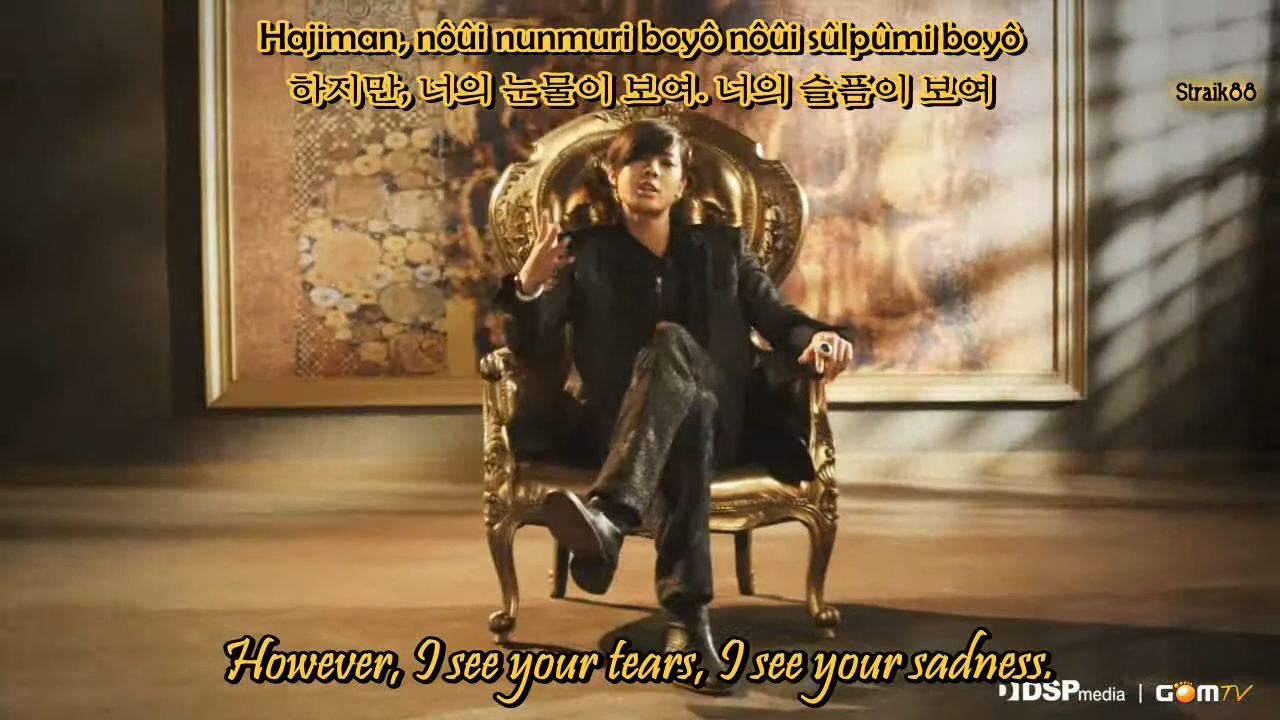 Hajiman, nôûi nunmuri boyô nôûi sûlpûmi boyô
하지만, 너의 눈물이 보여. 너의 슬픔이 보여
Straik88
However, I see your tears, I see your sadness.
DSPmedia | GOMTV